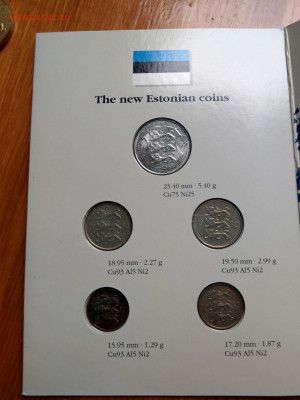 The new Estonian coins
23.40 mm · 5.40 g
Cu75 Ni25
18.95 mm · 2.27 g
Cu93 Al5 Ni2
19.50 mm · 2.99 g
Cu93 Al5 Ni2
15.95 mm · 1.29 g
Cu93 Al5 Ni2
17.20 mm · 1.87 g
Cu93 Al5 Ni2